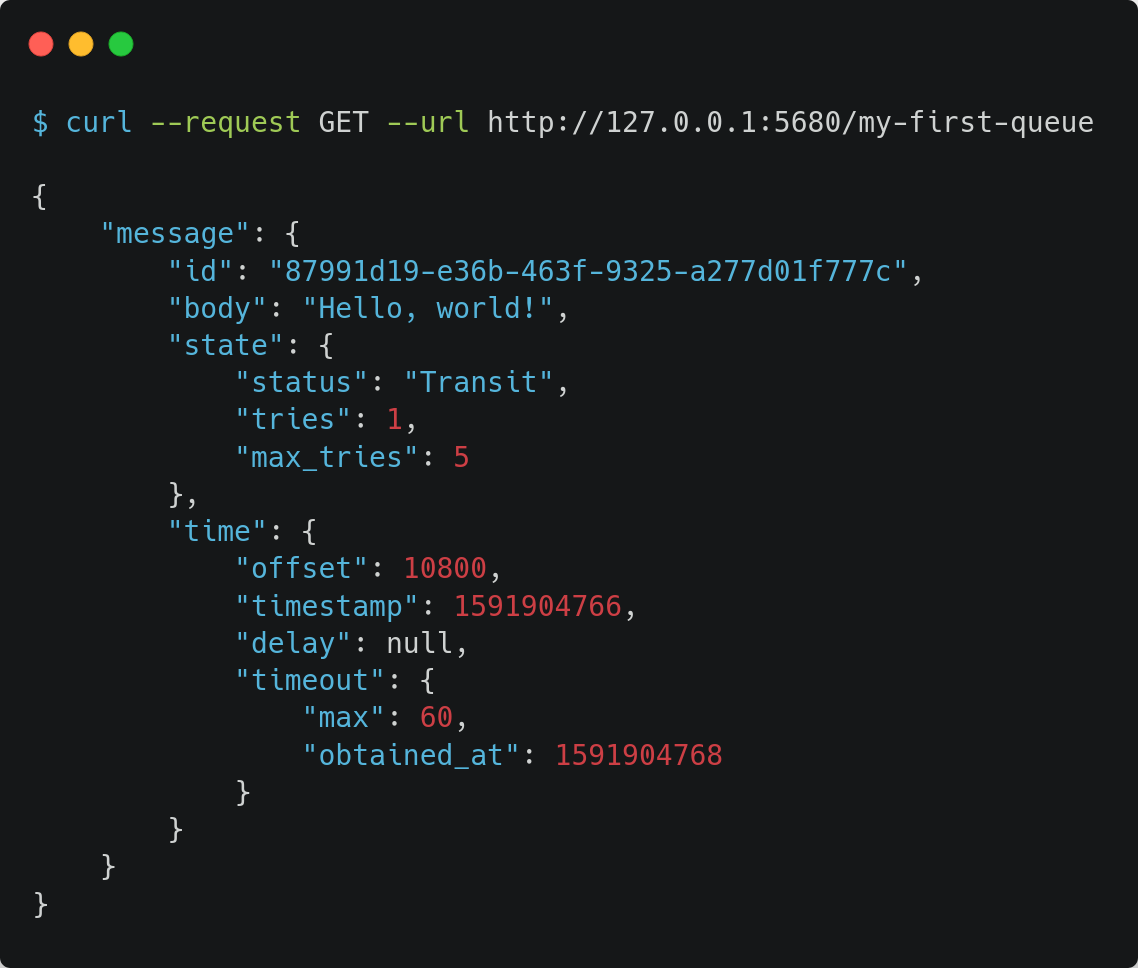 $ curl --request GET --url http://127.0.0.1:5680/my-first-queue
{
    "message": {
        "id": "87991d19-e36b-463f-9325-a277d01f777c",
        "body": "Hello, world!",
        "state": {
            "status": "Transit",
            "tries": 1,
            "max_tries": 5
        },
        "time": {
            "offset": 10800,
            "timestamp": 1591904766,
            "delay": null,
            "timeout": {
                "max": 60,
                "obtained_at": 1591904768
            }
        }
    }
}